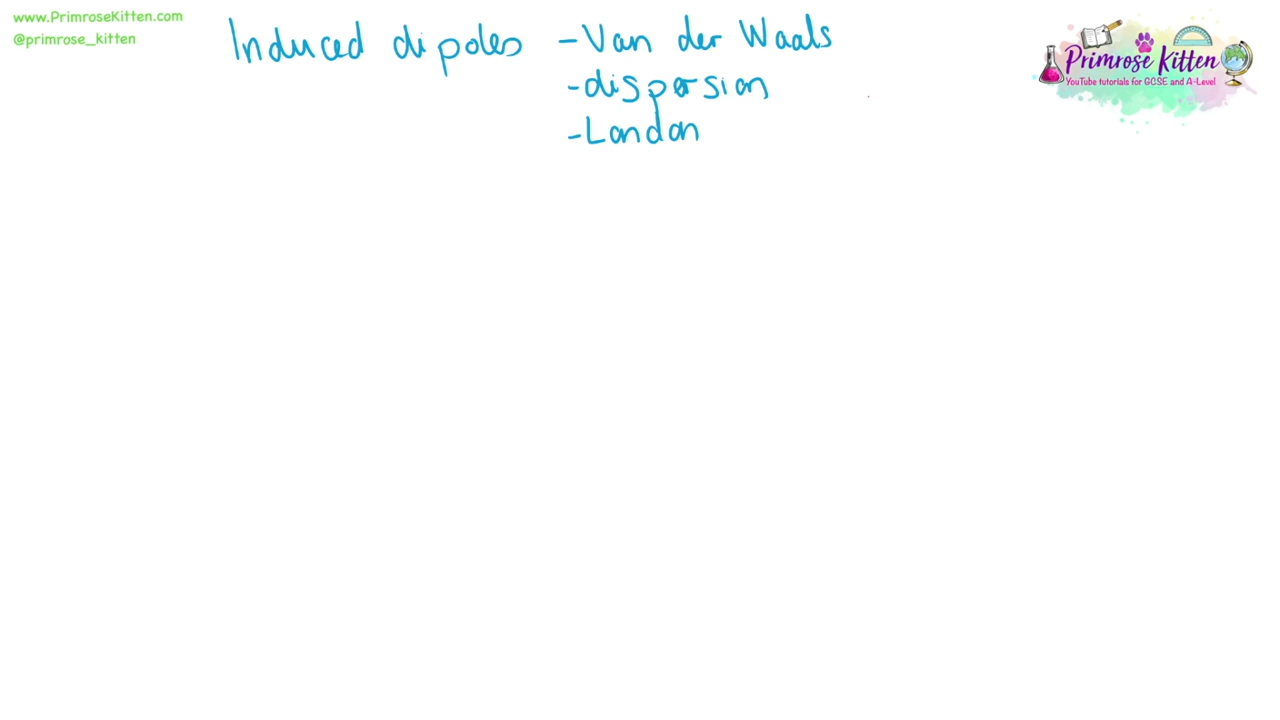 www.PrimroseKitten.com
@primrose_kitten
Induced dipoles - Van der Waals
- dispersion
- London
Primrose Kitten
YouTube tutorials for GCSE and A-Level